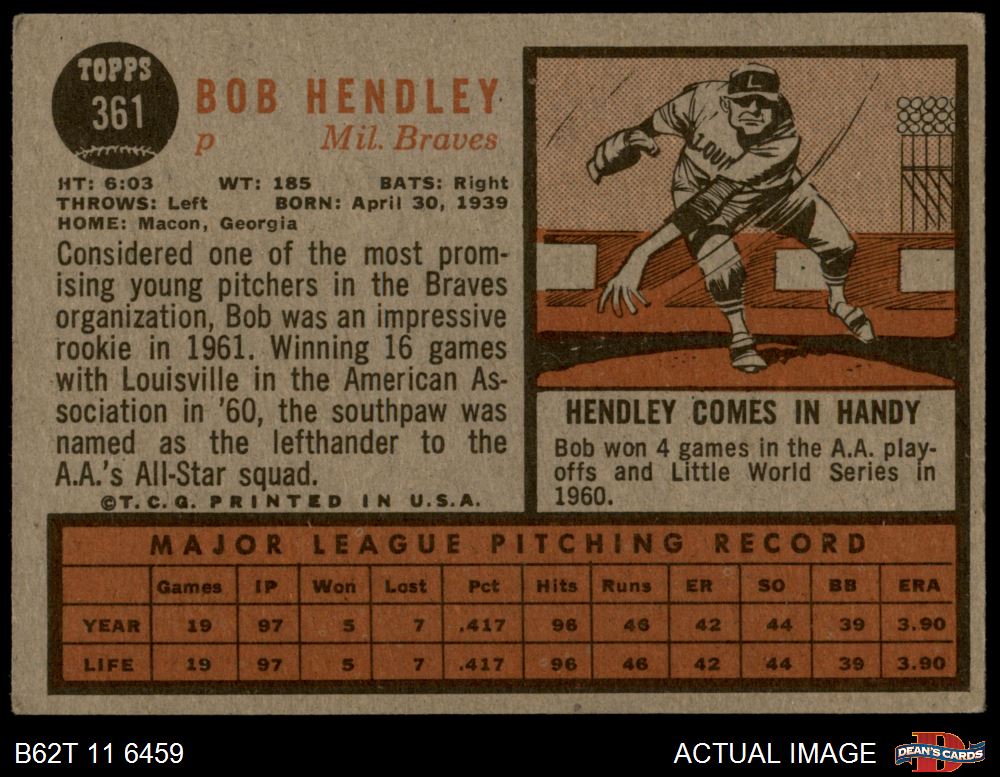 TOPPS
361
BOB HENDLEY
p Mil. Braves
HT: 6:03 WT: 185 BATS: Right
THROWS: Left BORN: April 30, 1939
HOME: Macon, Georgia
Considered one of the most prom-
ising young pitchers in the Braves
organization, Bob was an impressive
rookie in 1961. Winning 16 games
with Louisville in the American As-
sociation in '60, the southpaw was
named as the lefthander to the
A.A.'s All-Star squad.
©T.C.G. PRINTED IN U.S.A.
L
LOUI
HENDLEY COMES IN HANDY
Bob won 4 games in the A.A. play-
offs and Little World Series in
1960.
MAJOR LEAGUE PITCHING RECORD
Games IP Won Lost Pct Hits Runs ER SO BB ERA
YEAR 19 97 5 7 .417 96 46 42 44 39 3.90
LIFE 19 97 5 7 .417 96 46 42 44 39 3.90
B62T 11 6459 ACTUAL IMAGE
D
DEAN'S CARDS